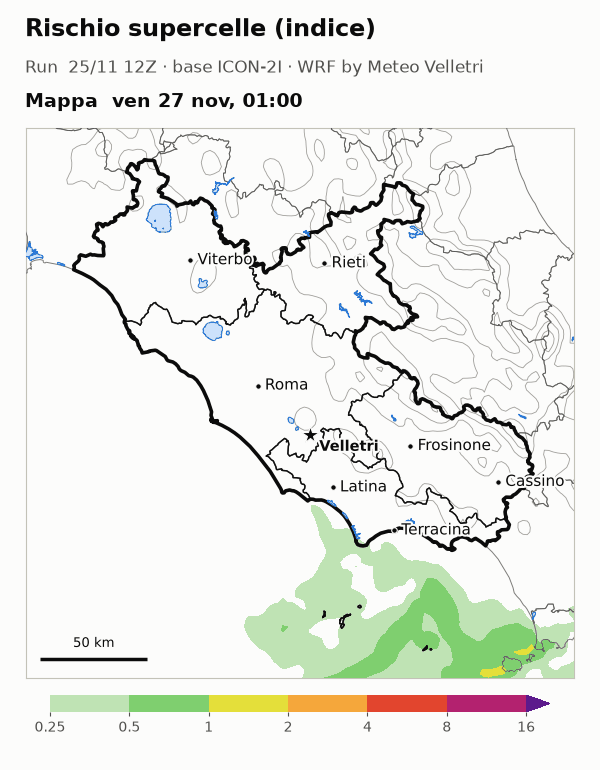 Rischio supercelle (indice)
Run  25/11 12Z · base ICON-2I · WRF by Meteo Velletri
Mappa  ven 27 nov, 01:00
Viterbo
Rieti
Roma
Velletri
Frosinone
Cassino
Latina
Terracina
50 km
0.25 0.5 1 2 4 8 16